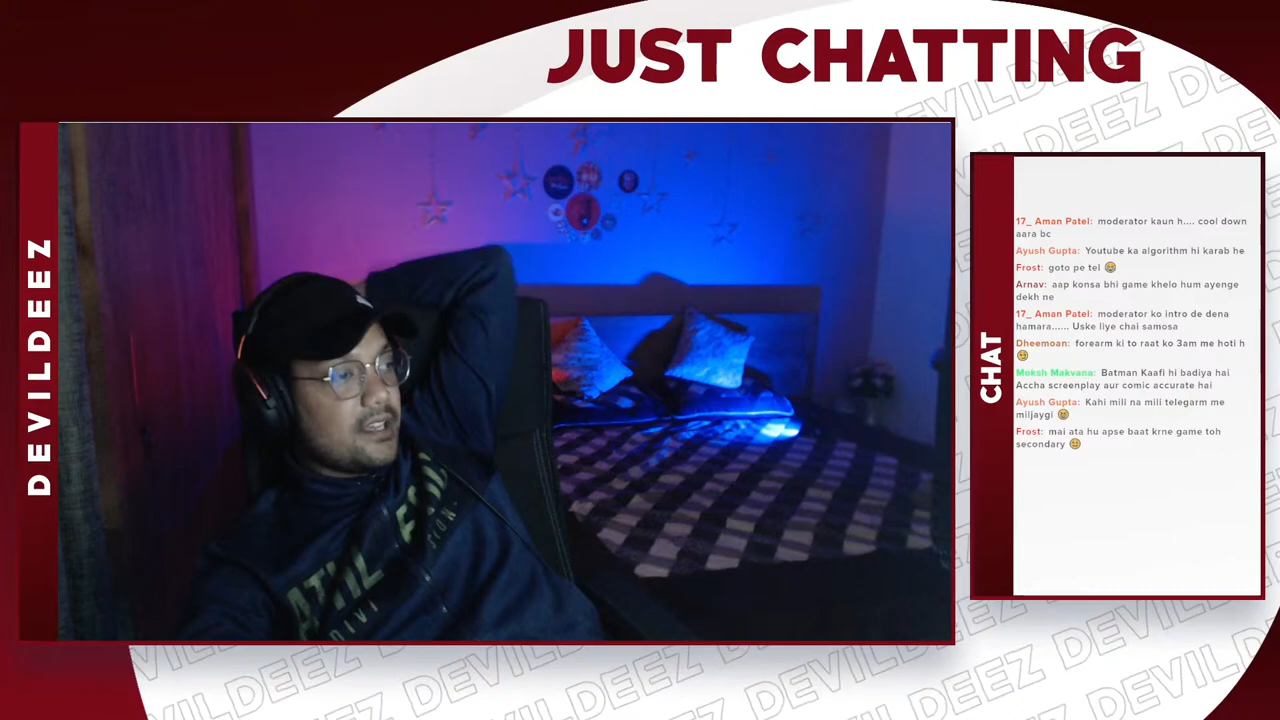 JUST CHATTING
DEVILDEEZ
CHAT
17_ Aman Patel: moderator kaun h.... cool down
aara bc
Ayush Gupta: Youtube ka algorithm hi karab he
Frost: goto pe tel 😂
Arnav: aap konsa bhi game khelo hum ayenge
dekh ne
17_ Aman Patel: moderator ko intro de dena
hamara...... Uske liye chai samosa
Dheemoan: forearm ki to raat ko 3am me hoti h
Moksh Makvana: Batman Kaafi hi badiya hai
Accha screenplay aur comic accurate hai
Ayush Gupta: Kahi mili na mili telegarm me
miljaygi
Frost: mai ata hu apse baat krne game toh
secondary
DEVILDEEZ DEVILDEEZ DEVILDEEZ